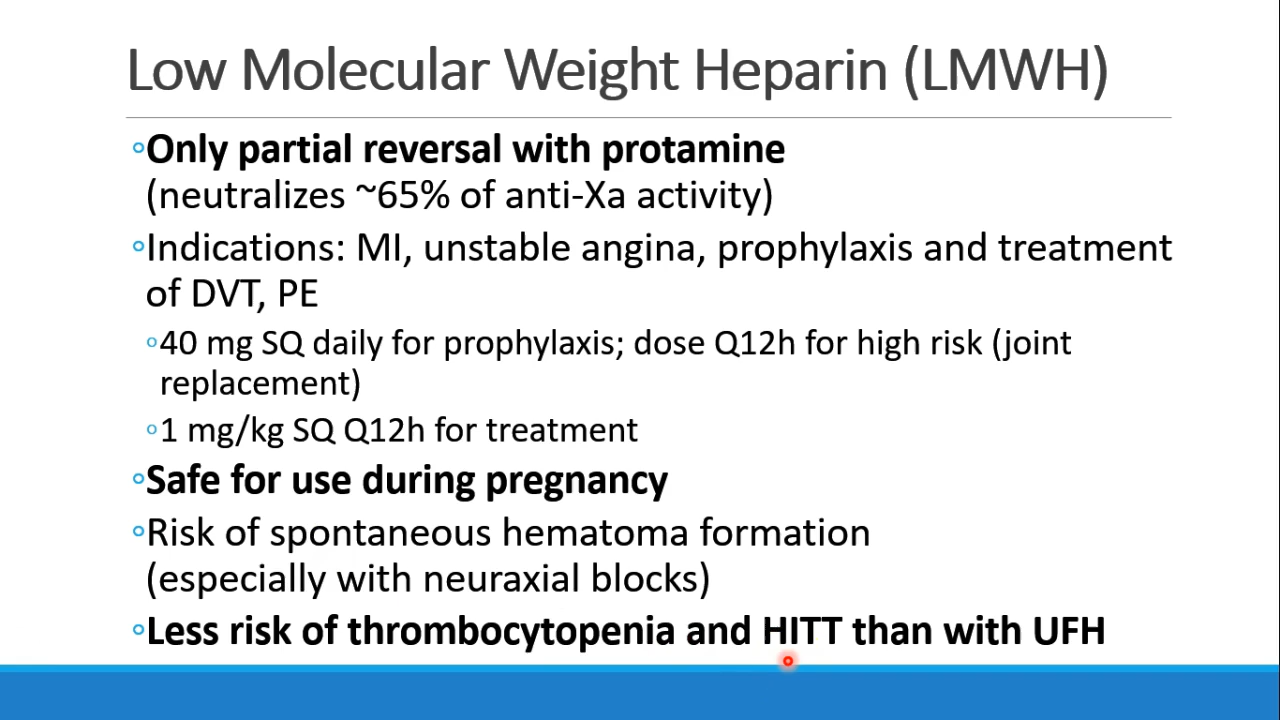 Low Molecular Weight Heparin (LMWH)
◦Only partial reversal with protamine
(neutralizes ~65% of anti-Xa activity)
◦Indications: MI, unstable angina, prophylaxis and treatment
of DVT, PE
◦40 mg SQ daily for prophylaxis; dose Q12h for high risk (joint
replacement)
◦1 mg/kg SQ Q12h for treatment
◦Safe for use during pregnancy
◦Risk of spontaneous hematoma formation
(especially with neuraxial blocks)
◦Less risk of thrombocytopenia and HITT than with UFH